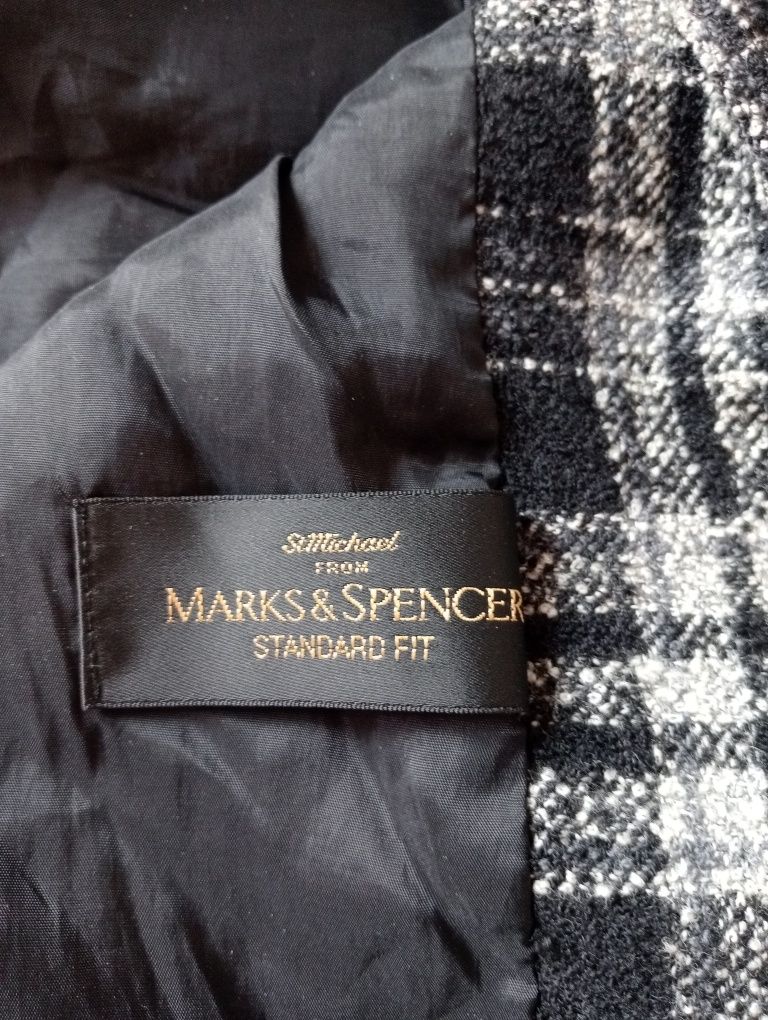 StMichael
FROM
MARKS & SPENCER
STANDARD FIT